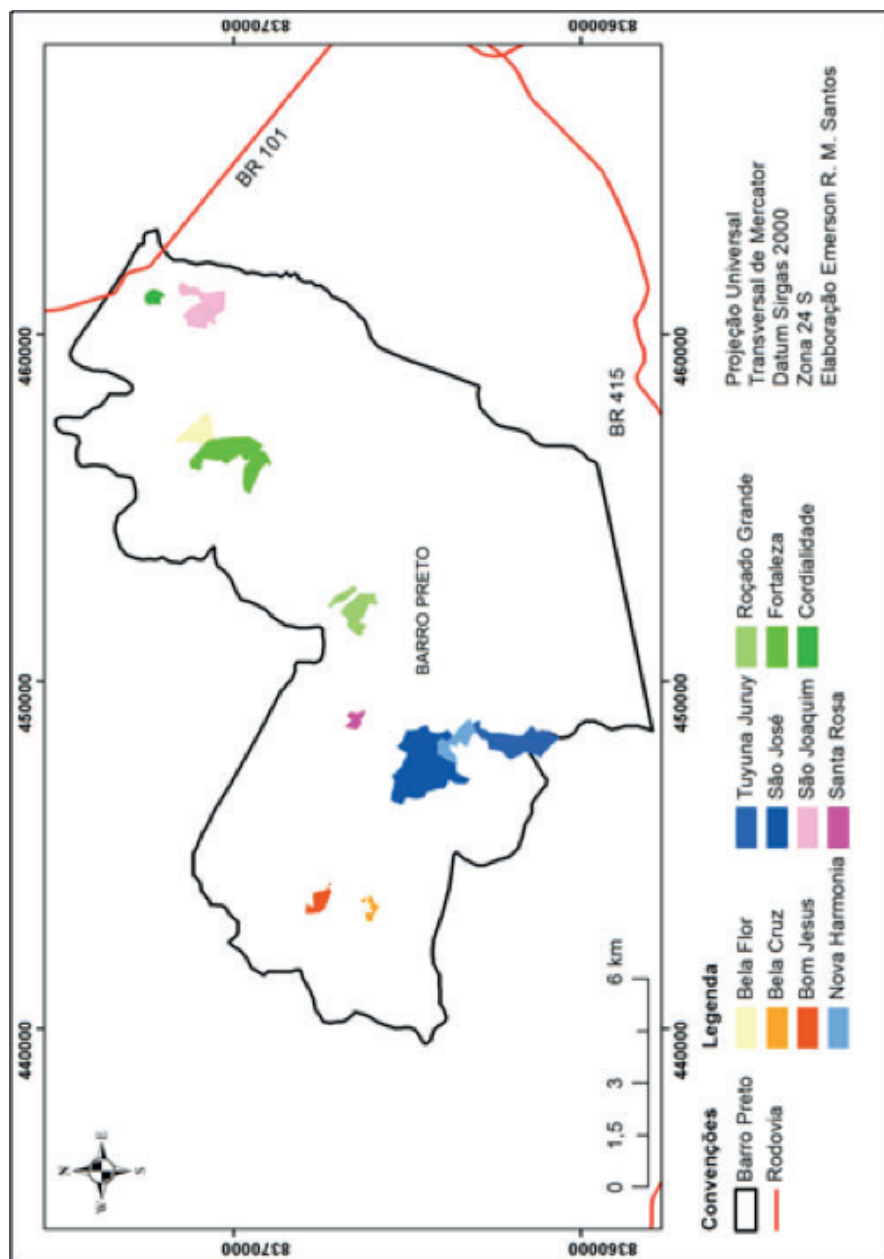 460000
450000
440000
8370000
8360000
8370000
8360000
460000
450000
440000
N
E
S
W
BR 101
BR 415
BARRO PRETO
0
1,5
3
6 km
Convenções
Barro Preto
Rodovia
Legenda
Bela Flor
Bela Cruz
Bom Jesus
Nova Harmonia
Tuyuna Juruy
São José
São Joaquim
Santa Rosa
Roçado Grande
Fortaleza
Cordialidade
Projeção Universal
Transversal de Mercator
Datum Sirgas 2000
Zona 24 S
Elaboração Emerson R. M. Santos